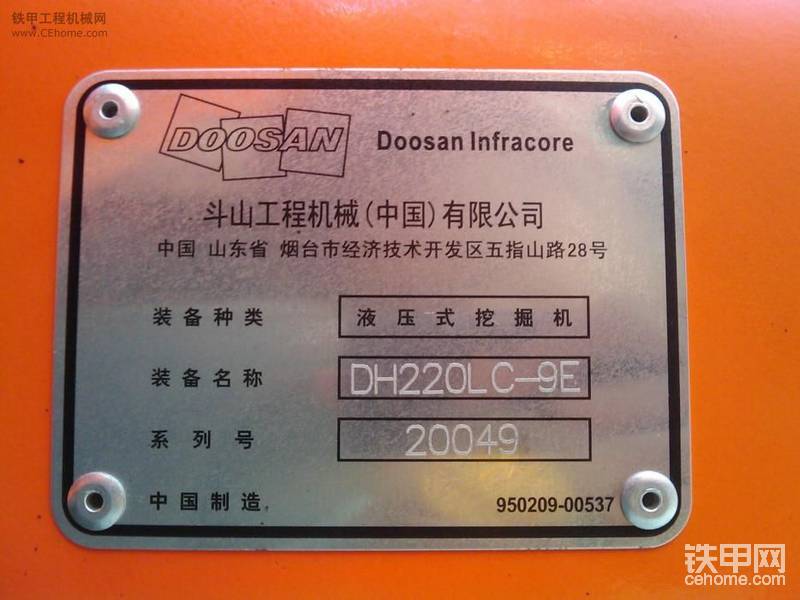 铁甲工程机械网
www.CEhome.com
DOOSAN Doosan Infracore
斗山工程机械(中国)有限公司
中国 山东省 烟台市经济技术开发区五指山路28号
装备种类 液压式挖掘机
装备名称 DH220LC-9E
系列号 20049
中国制造 950209-00537
铁甲网
cehome.com